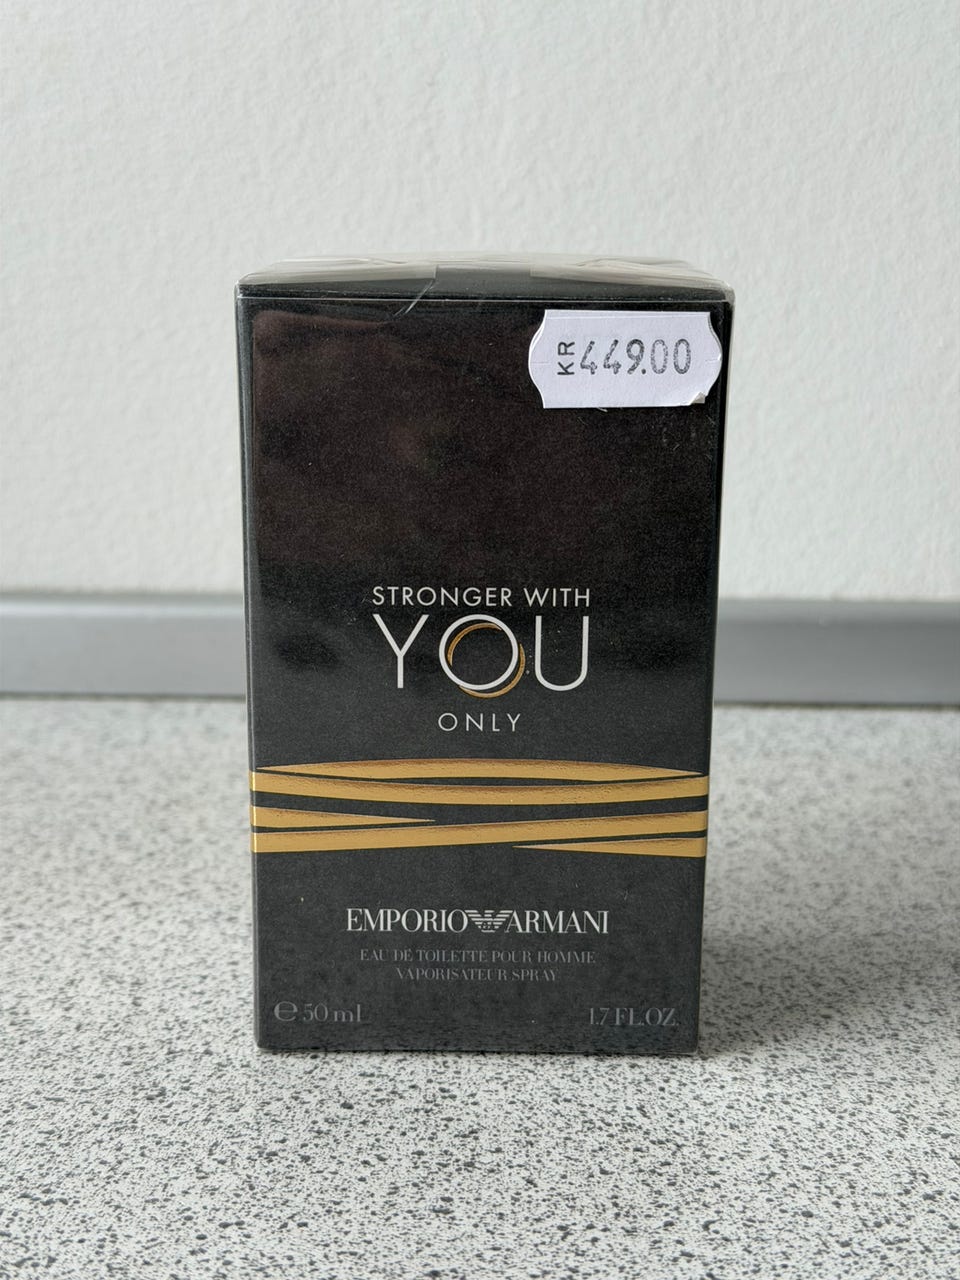 KR 449.00
STRONGER WITH
YOU
ONLY
EMPORIO ARMANI
EAU DE TOILETTE POUR HOMME
VAPORISATEUR SPRAY
℮ 50 ml 1.7 FL.OZ.